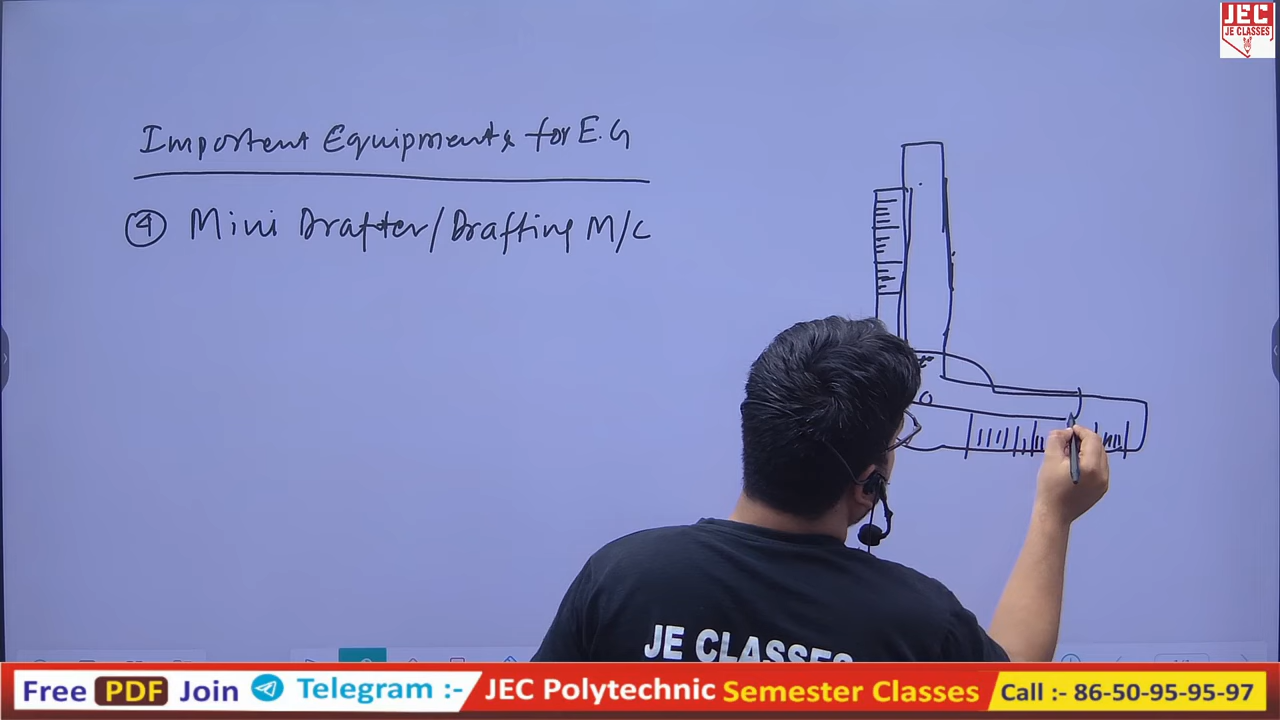 JEC
JE CLASSES
Important Equipments for E.G
④ Mini Drafter/Drafting M/C
JE CLASSES
Free PDF Join Telegram :- JEC Polytechnic Semester Classes Call :- 86-50-95-95-97